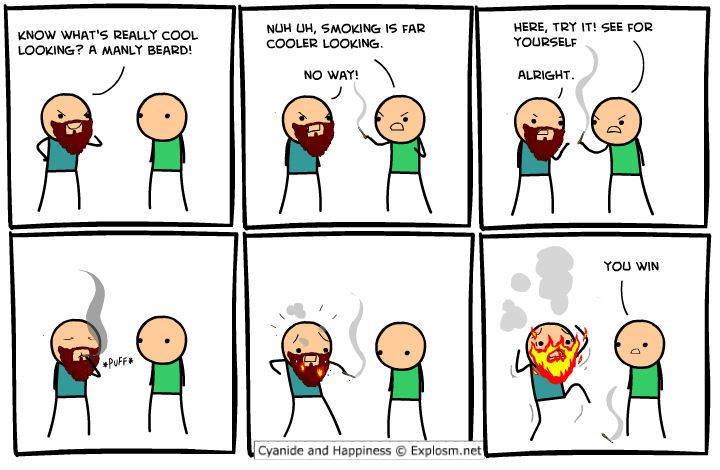 KNOW WHAT'S REALLY COOL
LOOKING? A MANLY BEARD!
NUH UH, SMOKING IS FAR
COOLER LOOKING.
NO WAY!
HERE, TRY IT! SEE FOR
YOURSELF
ALRIGHT.
*PUFF*
YOU WIN
Cyanide and Happiness © Explosm.net